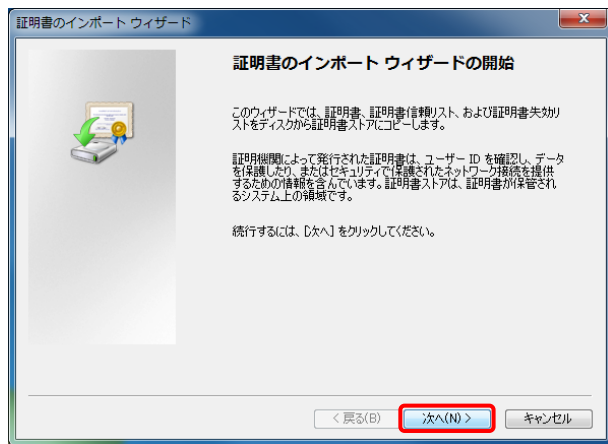 証明書のインポート ウィザード
証明書のインポート ウィザードの開始
このウィザードでは、証明書、証明書信頼リスト、および証明書失効リ
ストをディスクから証明書ストアにコピーします。
証明機関によって発行された証明書は、ユーザー ID を確認し、データ
を保護したり、またはセキュリティで保護されたネットワーク接続を提供
するための情報を含んでいます。証明書ストアは、証明書が保管され
るシステム上の領域です。
続行するには、[次へ] をクリックしてください。
< 戻る(B)
次へ(N) >
キャンセル